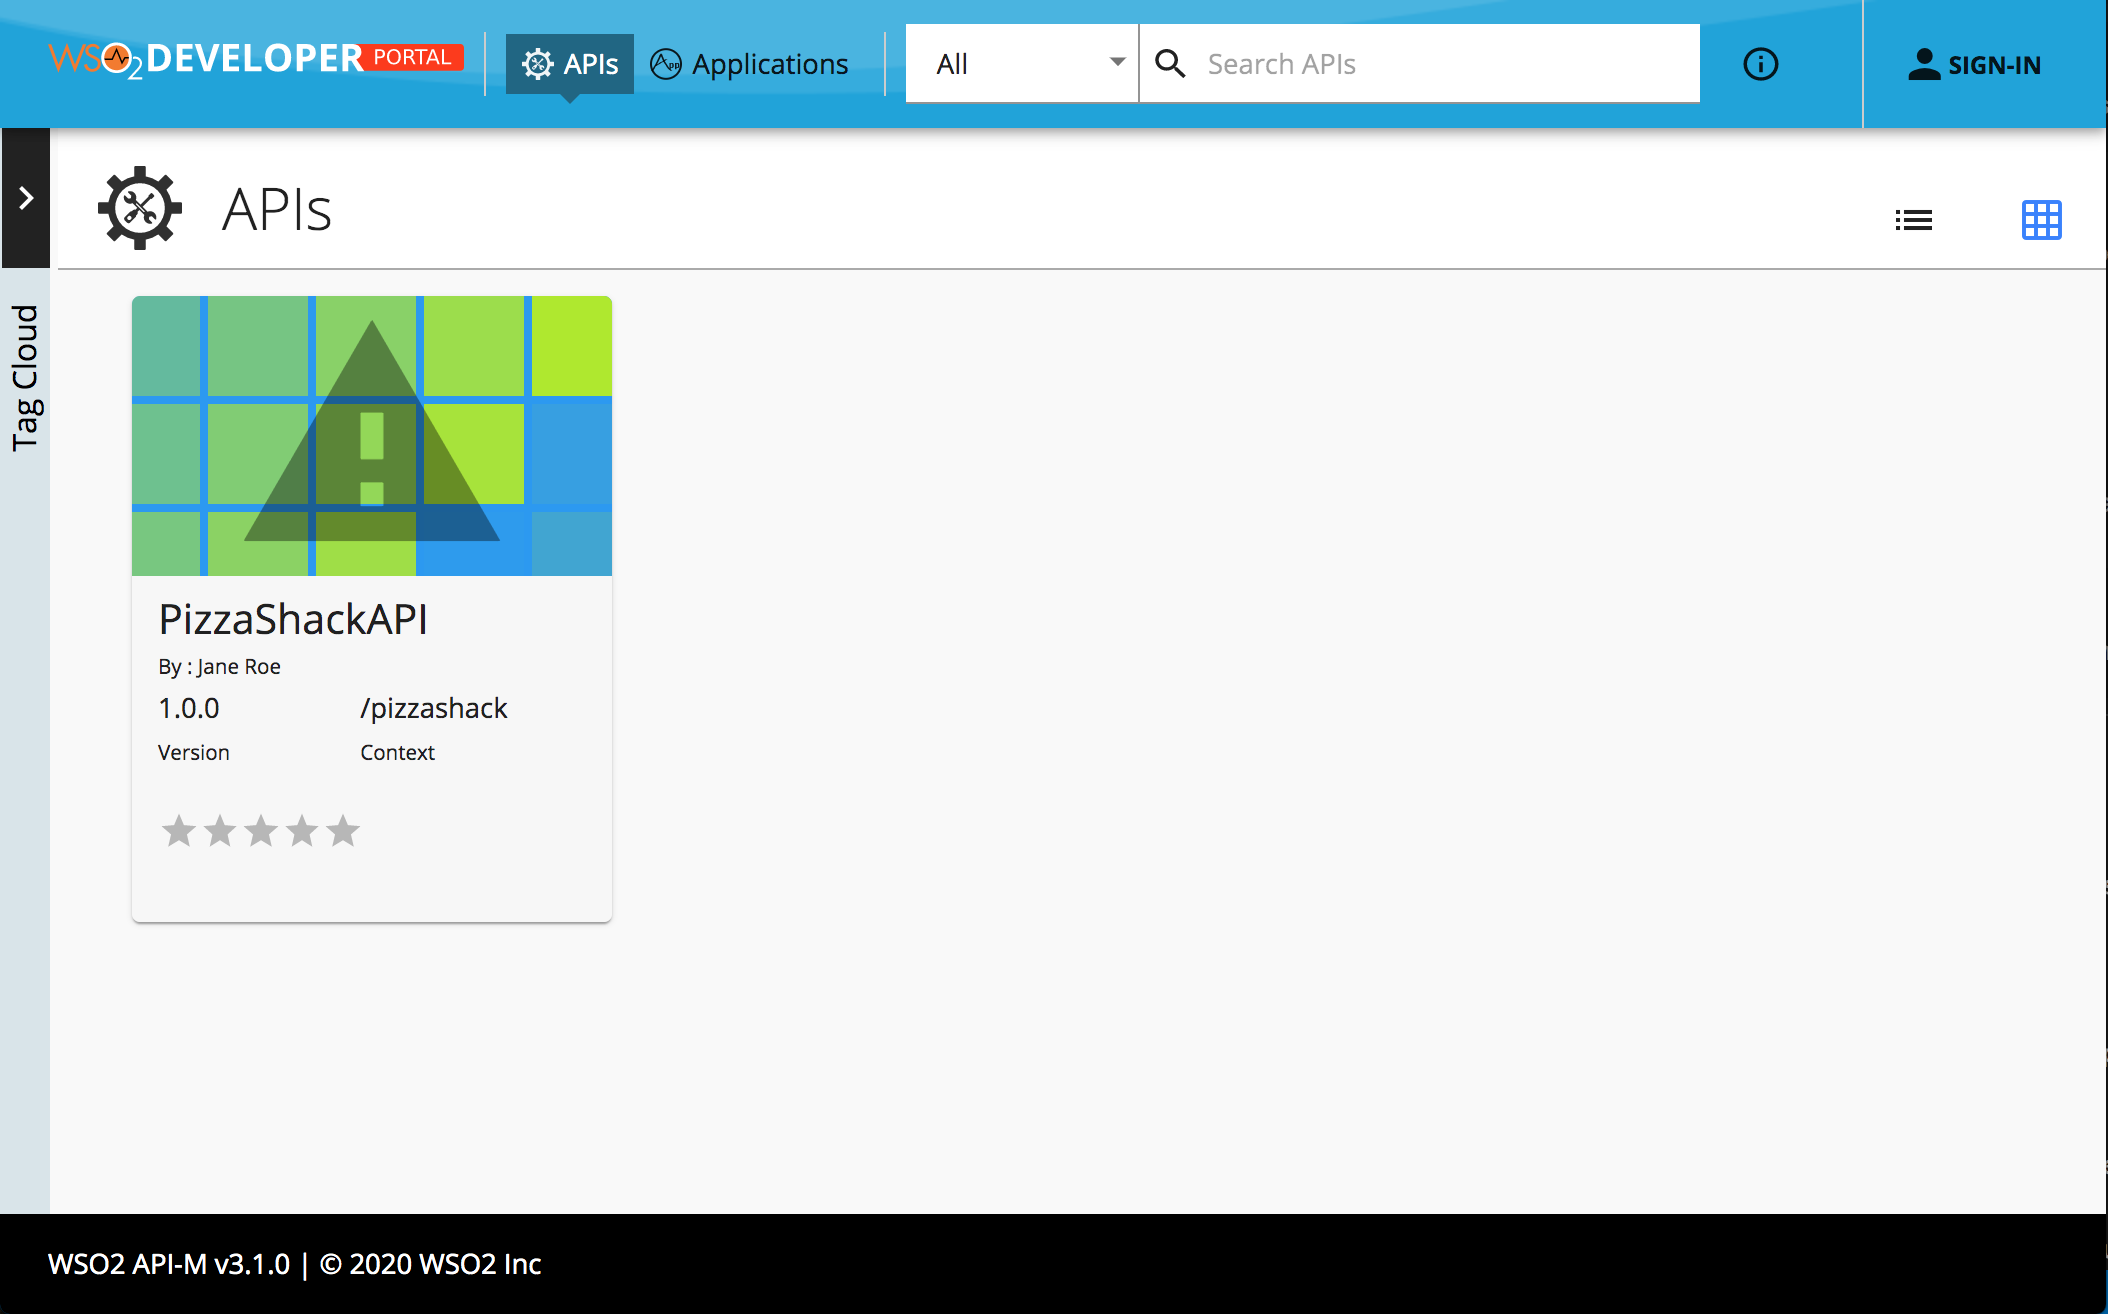 WSO2 DEVELOPER PORTAL
APIs
Applications
All
Search APIs
SIGN-IN
APIs
Tag Cloud
PizzaShackAPI
By : Jane Roe
1.0.0
/pizzashack
Version
Context
WSO2 API-M v3.1.0 | © 2020 WSO2 Inc